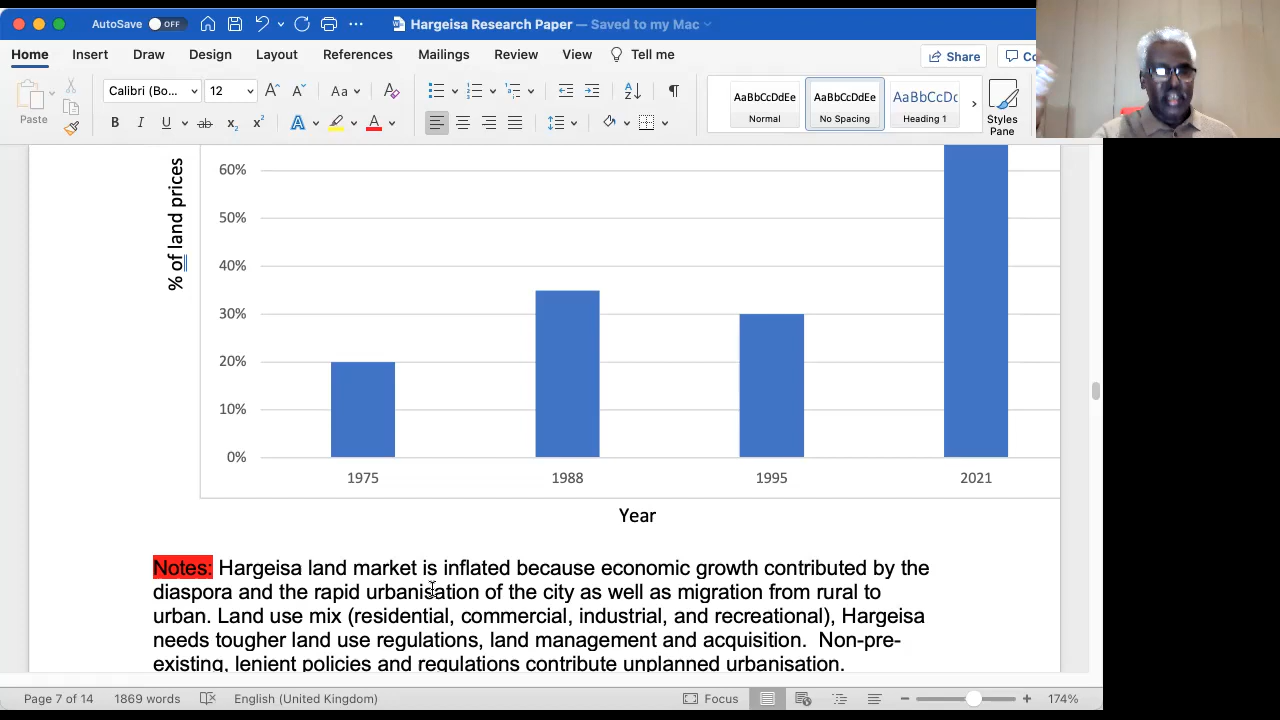 AutoSave OFF Hargeisa Research Paper — Saved to my Mac
Home Insert Draw Design Layout References Mailings Review View Tell me Share Co
Paste Calibri (Bo... 12 AaBbCcDdEe AaBbCcDdEe AaBbCcDc
Normal No Spacing Heading 1 Styles Pane
% of land prices
60%
50%
40%
30%
20%
10%
0%
1975 1988 1995 2021
Year
Notes: Hargeisa land market is inflated because economic growth contributed by the
diaspora and the rapid urbanisation of the city as well as migration from rural to
urban. Land use mix (residential, commercial, industrial, and recreational), Hargeisa
needs tougher land use regulations, land management and acquisition. Non-pre-
existing, lenient policies and regulations contribute unplanned urbanisation.
Page 7 of 14 1869 words English (United Kingdom) Focus 174%